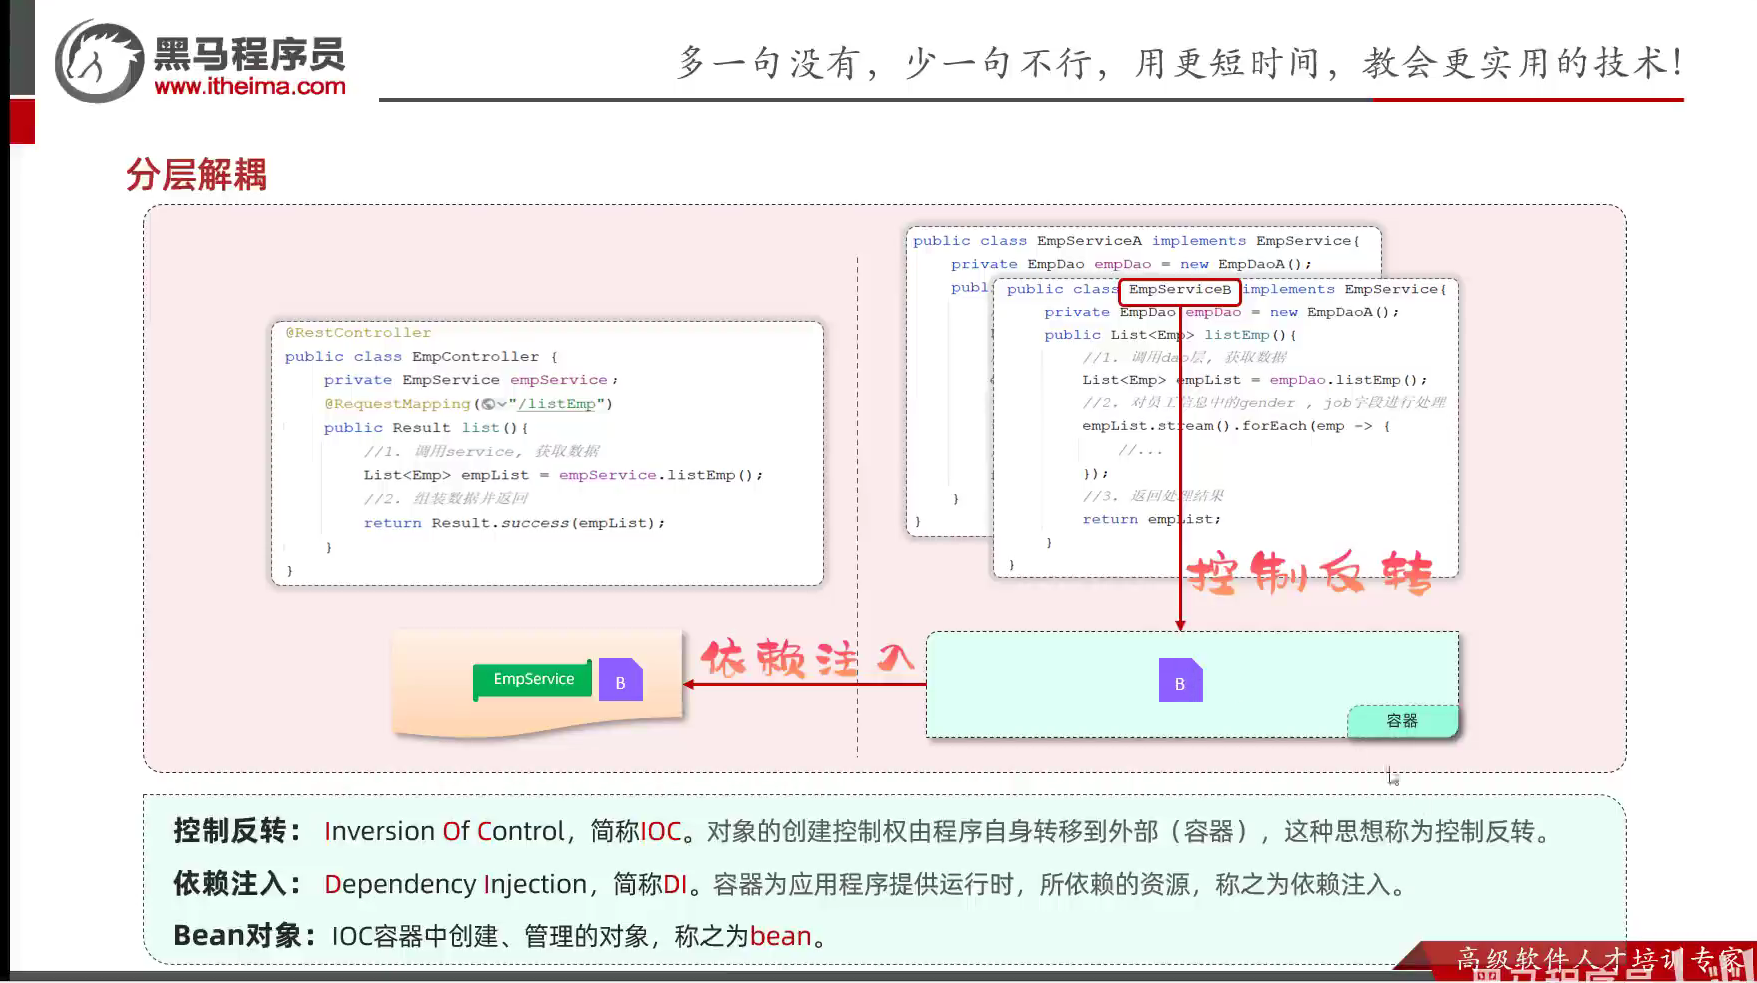 黑马程序员
www.itheima.com
多一句没有，少一句不行，用更短时间，教会更实用的技术！
分层解耦
@RestController
public class EmpController {
private EmpService empService;
@RequestMapping("/listEmp")
public Result list(){
//1. 调用service, 获取数据
List<Emp> empList = empService.listEmp();
//2. 组装数据并返回
return Result.success(empList);
}
}
public class EmpServiceA implements EmpService{
private EmpDao empDao = new EmpDaoA();
publ
}
}
public class EmpServiceB implements EmpService{
private EmpDao empDao = new EmpDaoA();
public List<Emp> listEmp(){
//1. 调用dao层, 获取数据
List<Emp> empList = empDao.listEmp();
//2. 对员工信息中的gender , job字段进行处理
empList.stream().forEach(emp -> {
//...
});
//3. 返回处理结果
return empList;
}
}
控制反转
依赖注入
EmpService
B
B
容器
控制反转： Inversion Of Control，简称IOC。对象的创建控制权由程序自身转移到外部（容器），这种思想称为控制反转。
依赖注入： Dependency Injection，简称DI。容器为应用程序提供运行时，所依赖的资源，称之为依赖注入。
Bean对象：IOC容器中创建、管理的对象，称之为bean。
高级软件人才培训专家